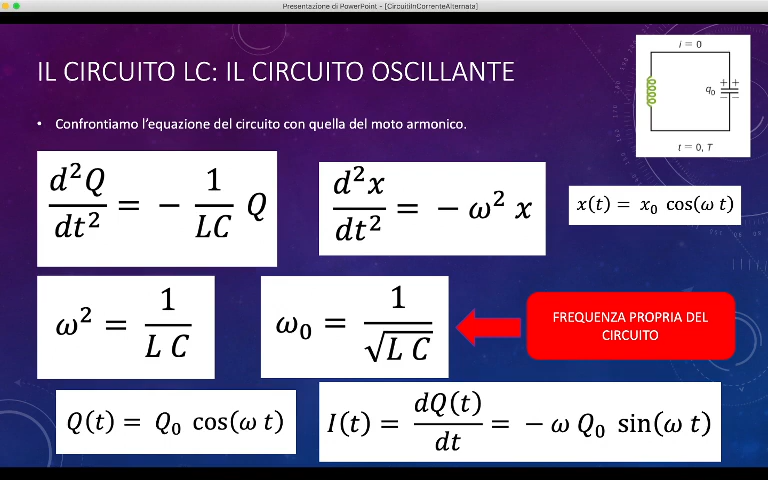 Presentazione di PowerPoint - [CircuitiInCorrenteAlternata]
IL CIRCUITO LC: IL CIRCUITO OSCILLANTE
i = 0
q₀
+ +
+ +
− −
t = 0, T
• Confrontiamo l'equazione del circuito con quella del moto armonico.
d²Q/dt² = − 1/LC Q
d²x/dt² = − ω² x
x(t) = x₀ cos(ω t)
ω² = 1/L C
ω₀ = 1/√L C
FREQUENZA PROPRIA DEL
CIRCUITO
Q(t) = Q₀ cos(ω t)
I(t) = dQ(t)/dt = − ω Q₀ sin(ω t)